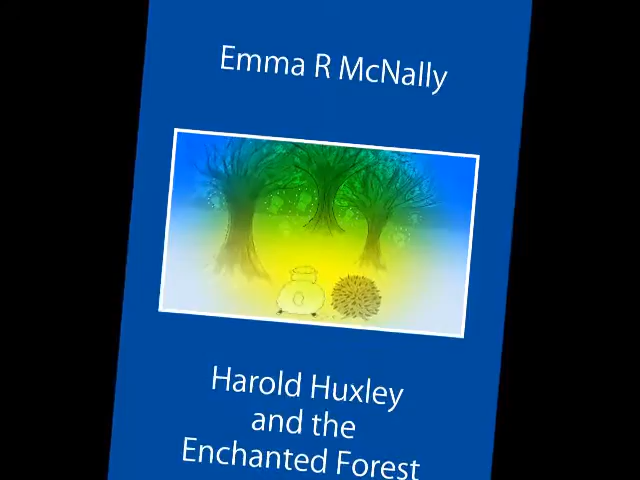 Emma R McNally
Harold Huxley
and the
Enchanted Forest